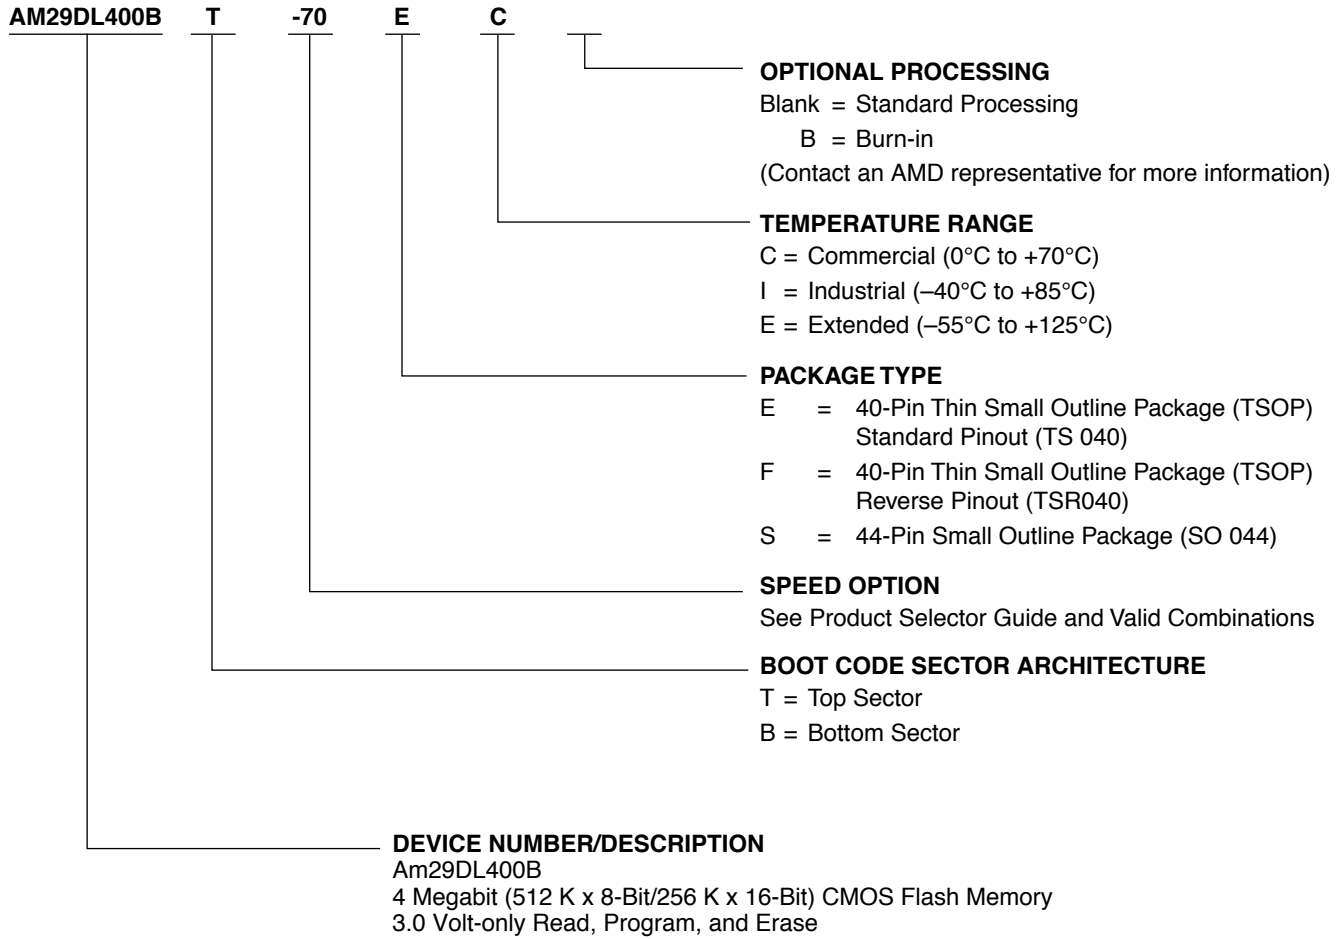 AM29DL400B T -70 E C
OPTIONAL PROCESSING
Blank = Standard Processing
B = Burn-in
(Contact an AMD representative for more information)
TEMPERATURE RANGE
C = Commercial (0°C to +70°C)
I = Industrial (–40°C to +85°C)
E = Extended (–55°C to +125°C)
PACKAGE TYPE
E = 40-Pin Thin Small Outline Package (TSOP)
Standard Pinout (TS 040)
F = 40-Pin Thin Small Outline Package (TSOP)
Reverse Pinout (TSR040)
S = 44-Pin Small Outline Package (SO 044)
SPEED OPTION
See Product Selector Guide and Valid Combinations
BOOT CODE SECTOR ARCHITECTURE
T = Top Sector
B = Bottom Sector
DEVICE NUMBER/DESCRIPTION
Am29DL400B
4 Megabit (512 K x 8-Bit/256 K x 16-Bit) CMOS Flash Memory
3.0 Volt-only Read, Program, and Erase